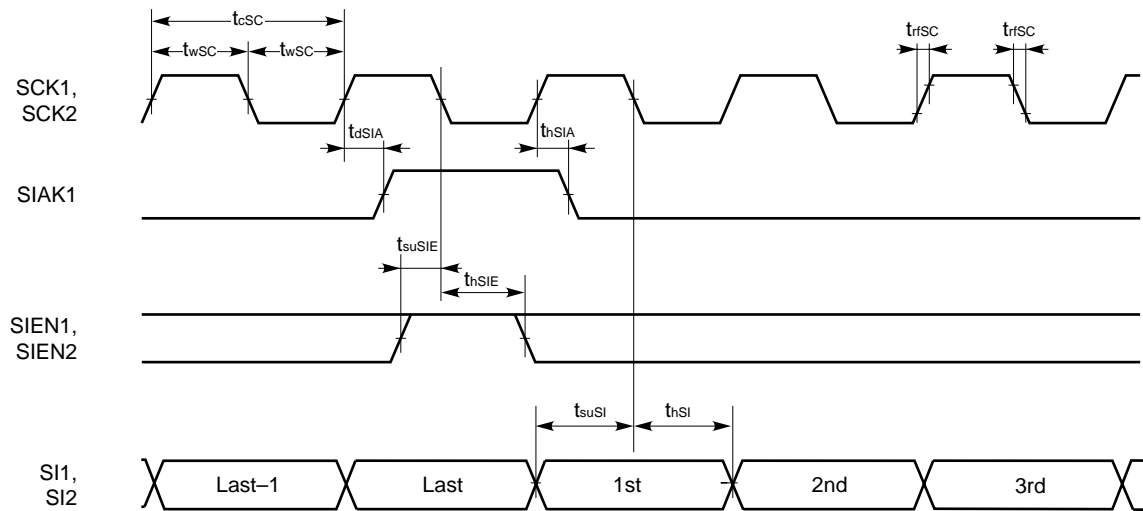 tcSC
twSC twSC trfSC trfSC
SCK1,
SCK2
tdSIA thSIA
SIAK1
tsuSIE
thSIE
SIEN1,
SIEN2
tsuSI thSI
SI1,
SI2
Last–1 Last 1st 2nd 3rd